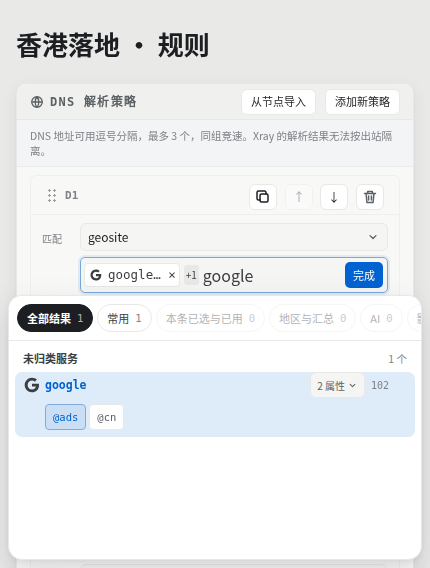 香港落地 • 规则
DNS 解析策略
从节点导入
添加新策略
DNS 地址可用逗号分隔，最多 3 个，同组竞速。Xray 的解析结果无法按出站隔
离。
D1
匹配
geosite
google… ×
+1
google
完成
全部结果 1
常用 1
本条已选与已用 0
地区与汇总 0
AI 0
未归类服务
1 个
google
2 属性
102
@ads
@cn